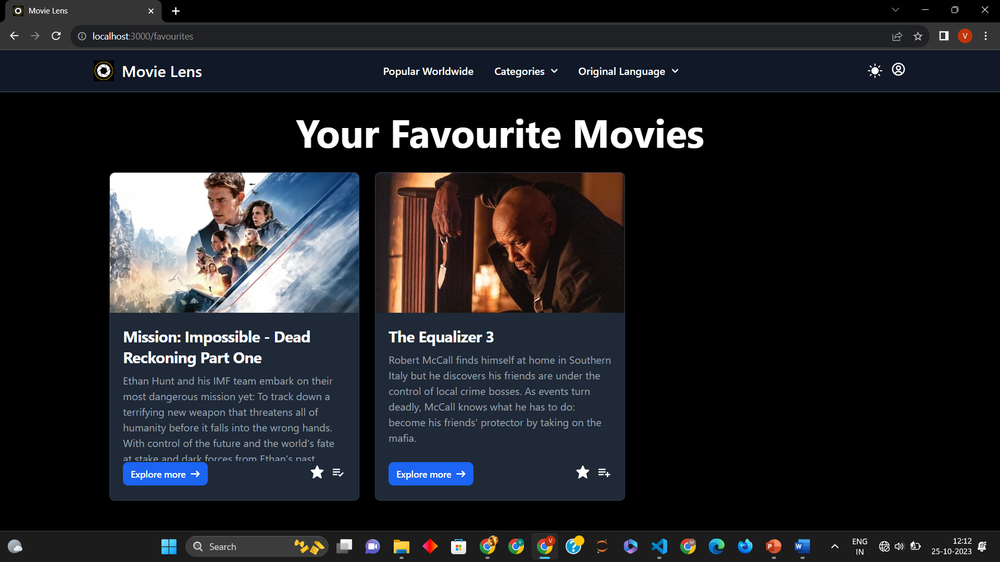 Movie Lens
localhost:3000/favourites
V
Movie Lens
Popular Worldwide
Categories
Original Language
Your Favourite Movies
Mission: Impossible - Dead
Reckoning Part One
Ethan Hunt and his IMF team embark on their
most dangerous mission yet: To track down a
terrifying new weapon that threatens all of
humanity before it falls into the wrong hands.
With control of the future and the world's fate
at stake and dark forces from Ethan's past
Explore more
The Equalizer 3
Robert McCall finds himself at home in Southern
Italy but he discovers his friends are under the
control of local crime bosses. As events turn
deadly, McCall knows what he has to do:
become his friends' protector by taking on the
mafia.
Explore more
Search
V
V
M
P
W
ENG
IN
12:12
25-10-2023